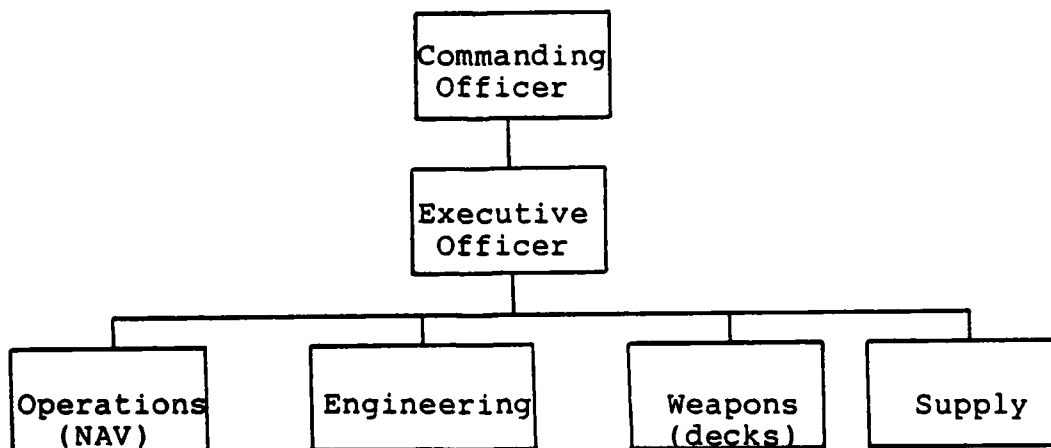 Commanding
Officer
Executive
Officer
Operations
(NAV)
Engineering
Weapons
(decks)
Supply